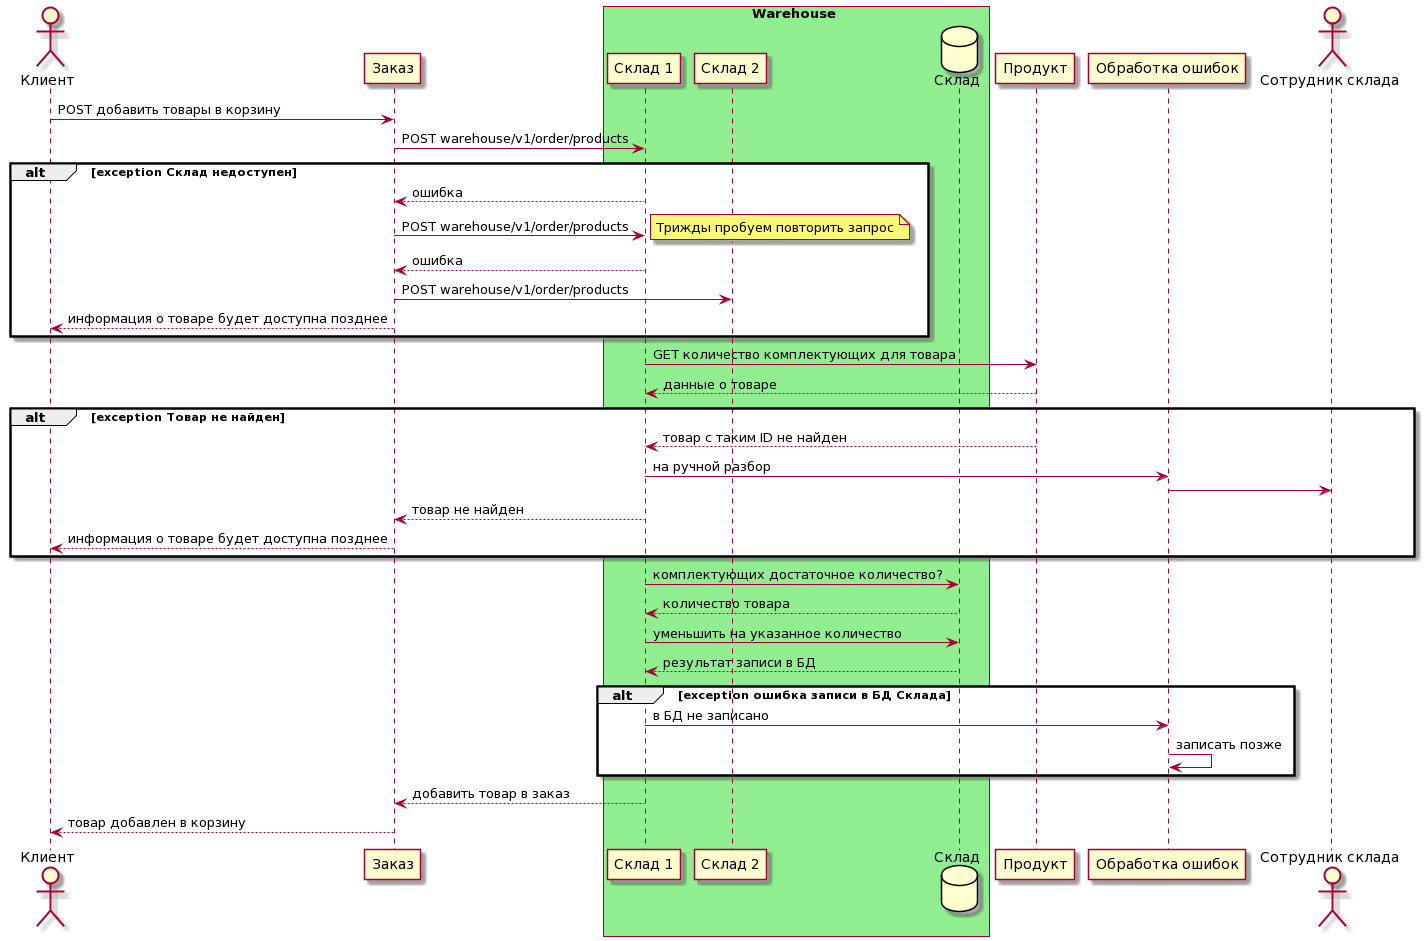 Warehouse
Клиент
Заказ
Склад 1
Склад 2
Склад
Продукт
Обработка ошибок
Сотрудник склада
POST добавить товары в корзину
POST warehouse/v1/order/products
alt [exception Склад недоступен]
ошибка
POST warehouse/v1/order/products
Трижды пробуем повторить запрос
ошибка
POST warehouse/v1/order/products
информация о товаре будет доступна позднее
GET количество комплектующих для товара
данные о товаре
alt [exception Товар не найден]
товар с таким ID не найден
на ручной разбор
товар не найден
информация о товаре будет доступна позднее
комплектующих достаточное количество?
количество товара
уменьшить на указанное количество
результат записи в БД
alt [exception ошибка записи в БД Склада]
в БД не записано
записать позже
добавить товар в заказ
товар добавлен в корзину
Клиент
Заказ
Склад 1
Склад 2
Склад
Продукт
Обработка ошибок
Сотрудник склада